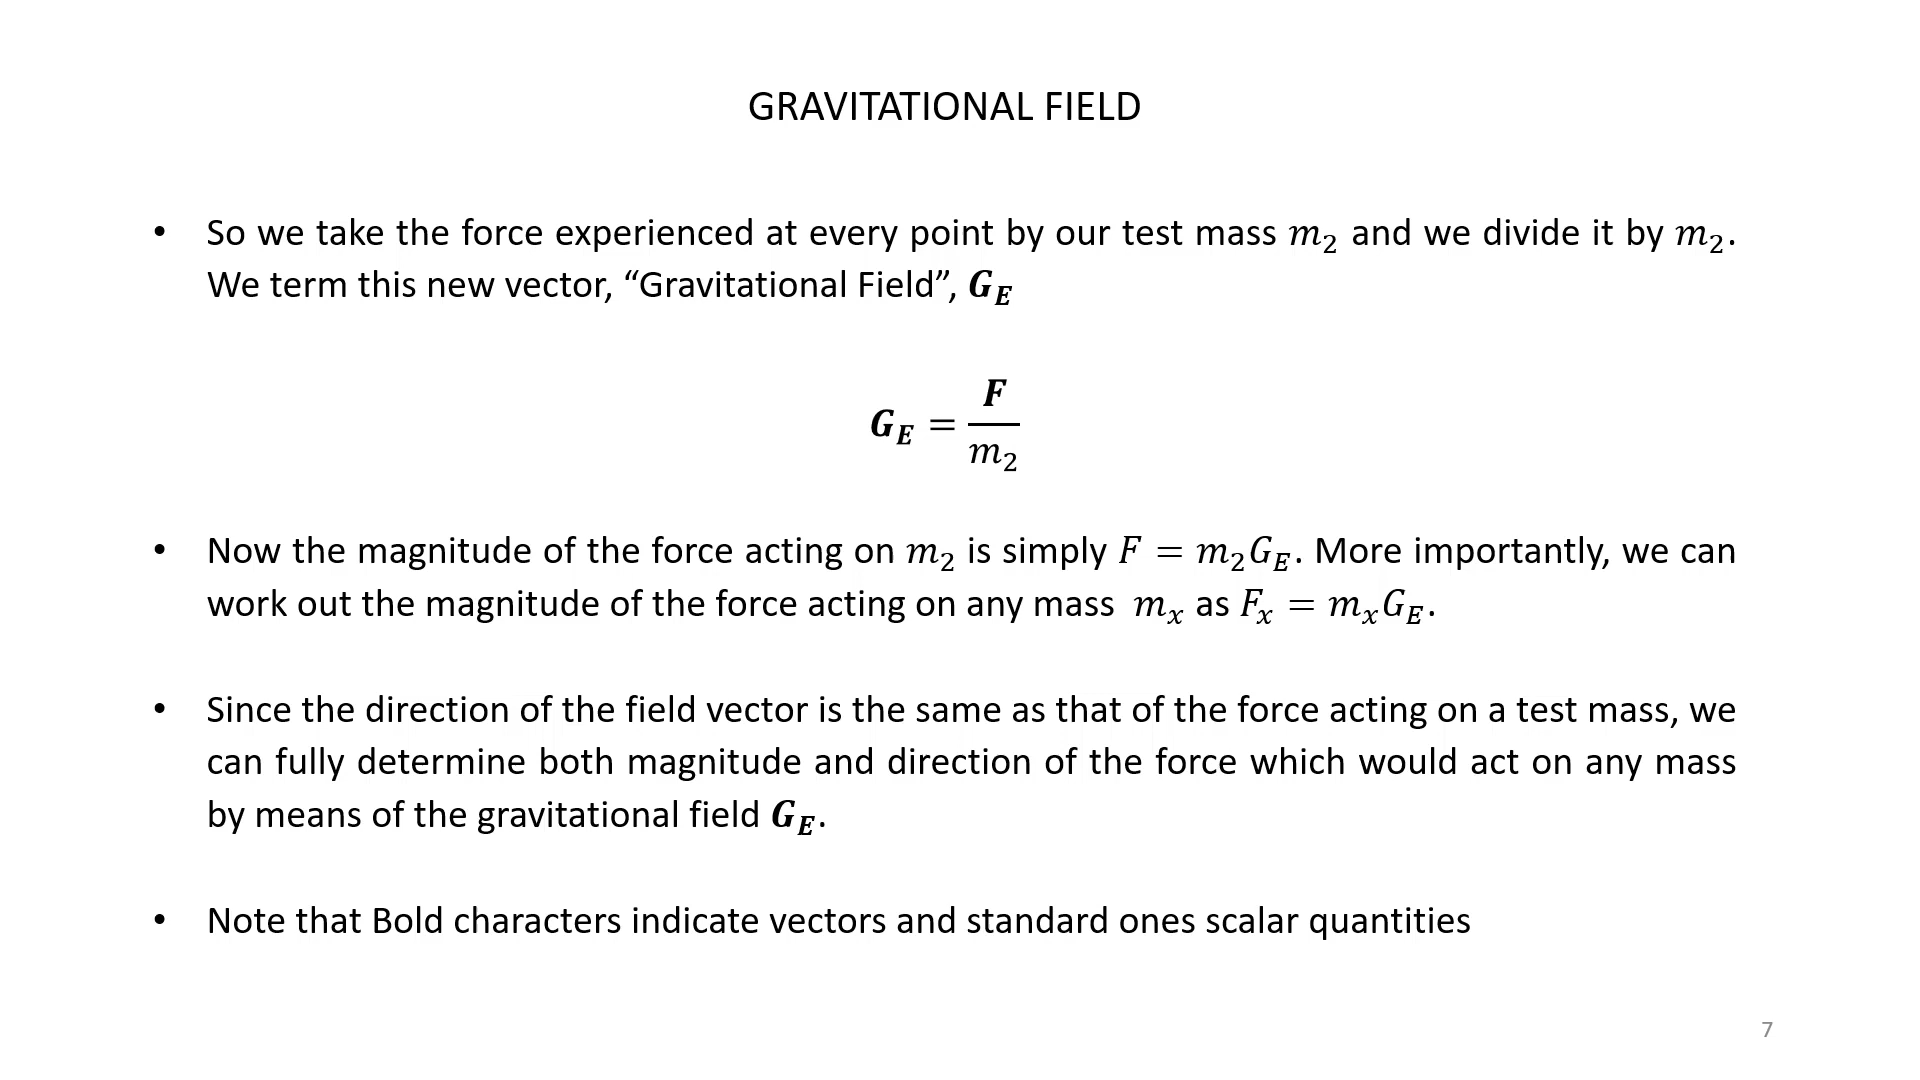 GRAVITATIONAL FIELD
• So we take the force experienced at every point by our test mass m₂ and we divide it by m₂.
We term this new vector, “Gravitational Field”, 𝑮𝑬
𝑮𝑬 = 𝑭 / m₂
• Now the magnitude of the force acting on m₂ is simply F = m₂G_E. More importantly, we can
work out the magnitude of the force acting on any mass m_x as F_x = m_xG_E.
• Since the direction of the field vector is the same as that of the force acting on a test mass, we
can fully determine both magnitude and direction of the force which would act on any mass
by means of the gravitational field 𝑮𝑬.
• Note that Bold characters indicate vectors and standard ones scalar quantities
7